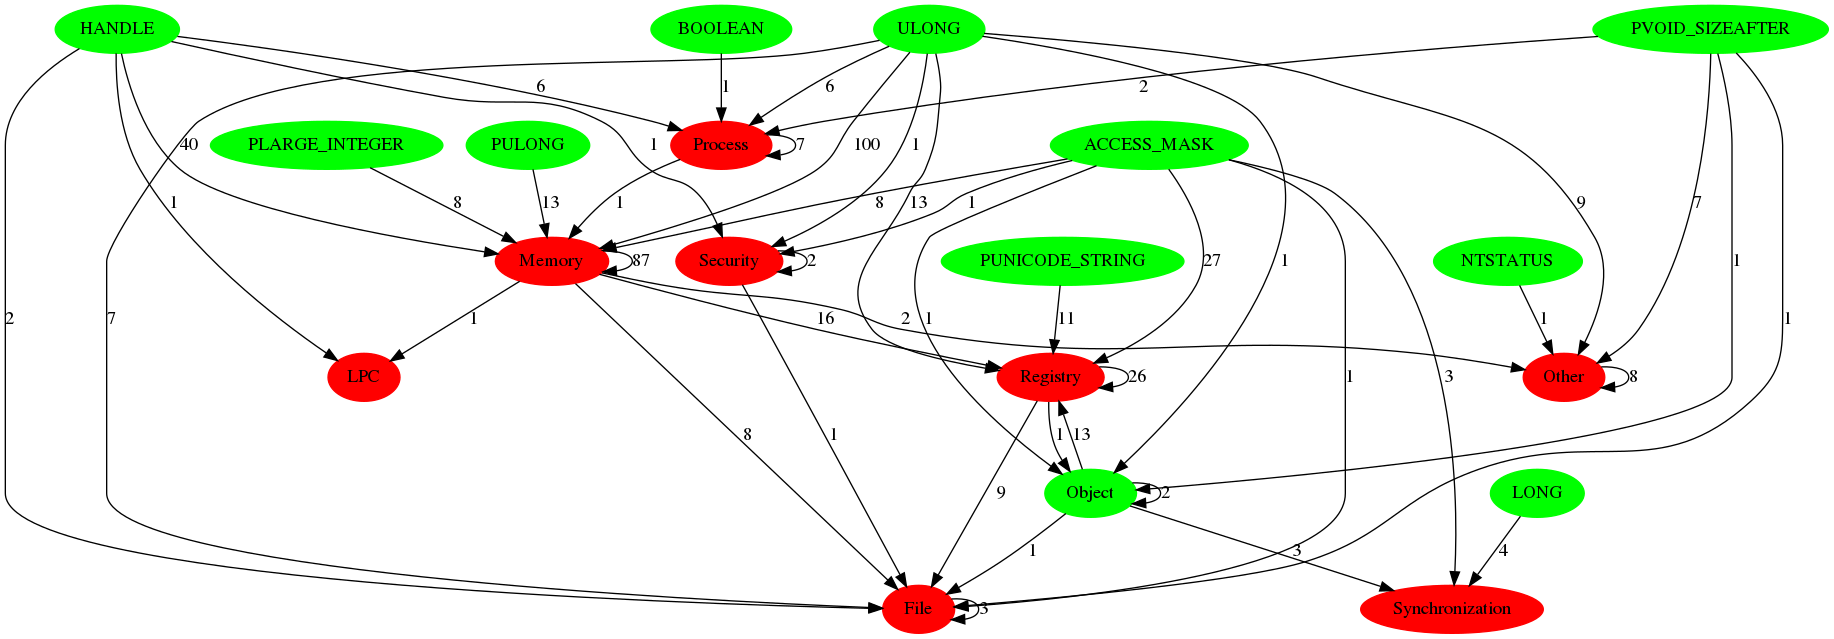 HANDLE
BOOLEAN
ULONG
PVOID_SIZEAFTER
6
1
6
2
40
PLARGE_INTEGER
PULONG
1
Process
7
100
1
ACCESS_MASK
1
8
13
1
13
8
1
27
9
7
Memory
87
Security
2
PUNICODE_STRING
1
NTSTATUS
1
2
7
1
16
2
1
11
1
3
1
1
LPC
Registry
26
Other
8
8
1
1
13
9
Object
2
LONG
1
3
4
File
3
Synchronization